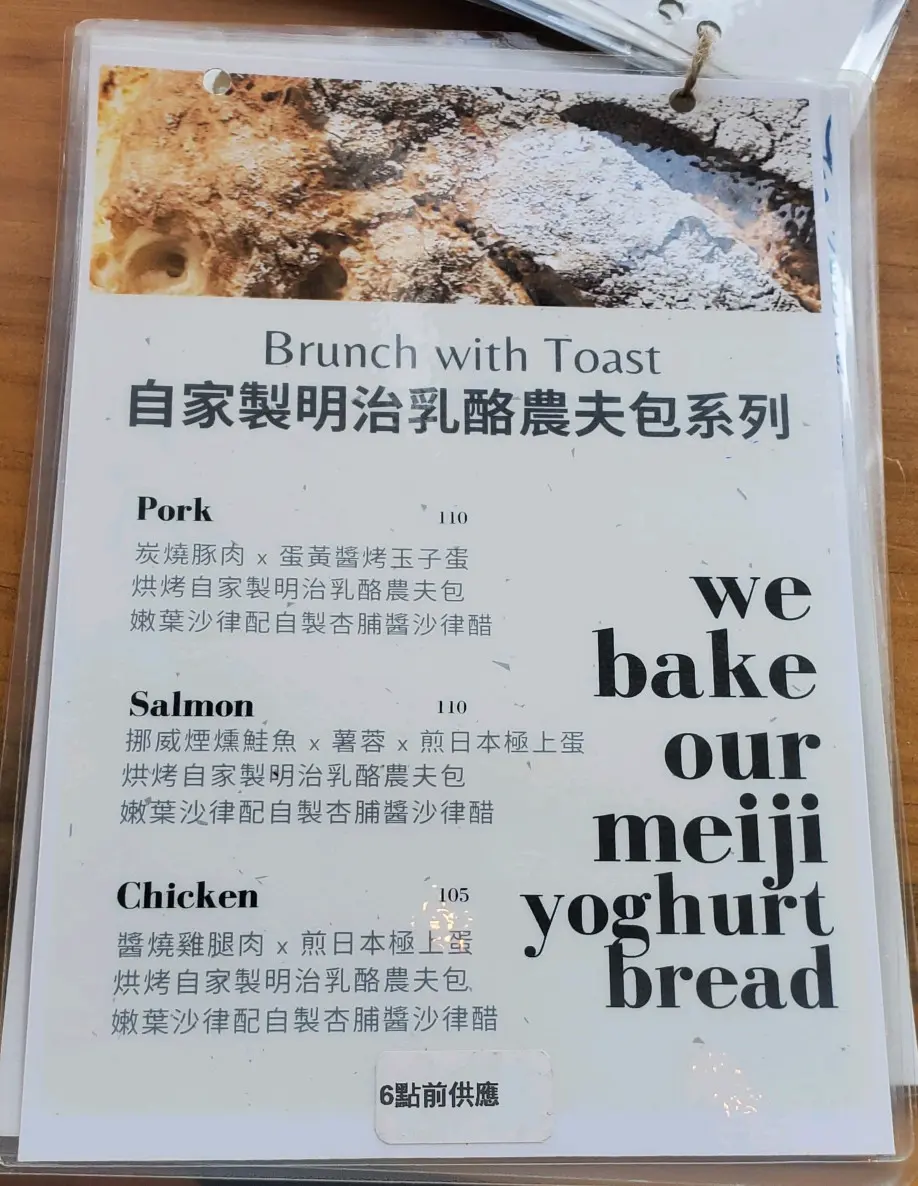 Brunch with Toast
自家製明治乳酪農夫包系列
Pork 110
炭燒豚肉 x 蛋黃醬烤玉子蛋
烘烤自家製明治乳酪農夫包
嫩葉沙律配自製杏脯醬沙律醋
Salmon 110
挪威煙燻鮭魚 x 薯蓉 x 煎日本極上蛋
烘烤自家製明治乳酪農夫包
嫩葉沙律配自製杏脯醬沙律醋
Chicken 105
醬燒雞腿肉 x 煎日本極上蛋
烘烤自家製明治乳酪農夫包
嫩葉沙律配自製杏脯醬沙律醋
we
bake
our
meiji
yoghurt
bread
6點前供應